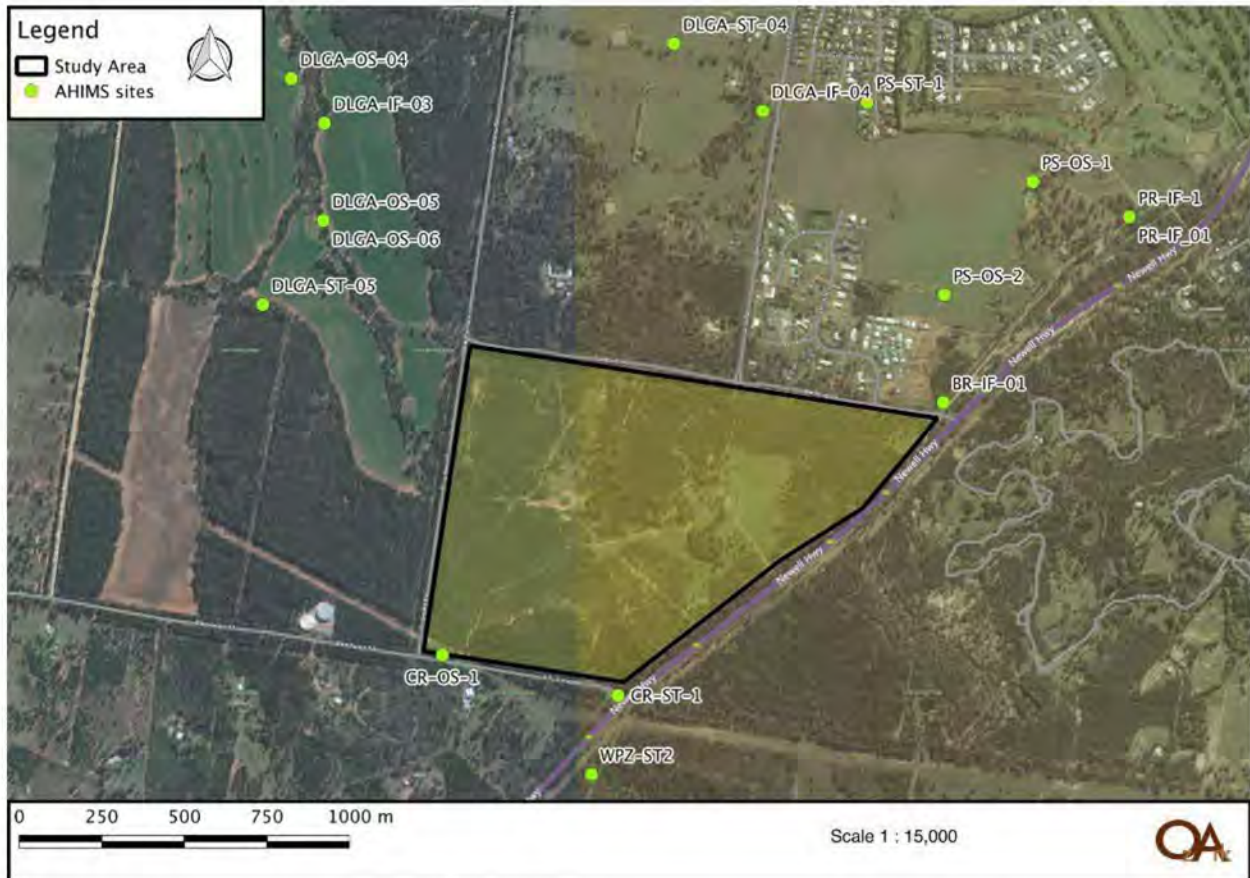 Legend
Study Area
AHIMS sites
DLGA-ST-04
DLGA-OS-04
DLGA-IF-03
DLGA-IF-04
PS-ST-1
PS-OS-1
PR-IF-1
PR-IF_01
DLGA-OS-05
DLGA-OS-06
DLGA-ST-05
PS-OS-2
Newell Hwy
Newell Hwy
BR-IF-01
Newell Hwy
Newell Hwy
CR-OS-1
CR-ST-1
WPZ-ST2
0 250 500 750 1000 m
Scale 1 : 15,000